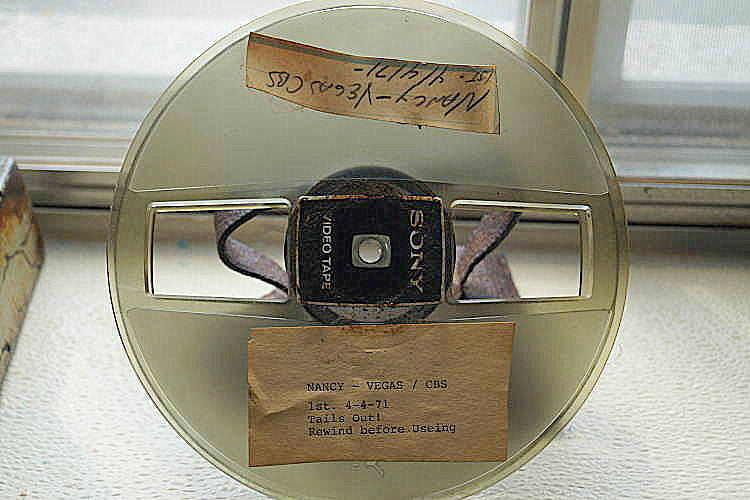 NANCY - VEGAS CBS
1ST. 4/4/71-
SONY
VIDEO TAPE
NANCY - VEGAS / CBS
1st. 4-4-71
Tails Out!
Rewind before Useing